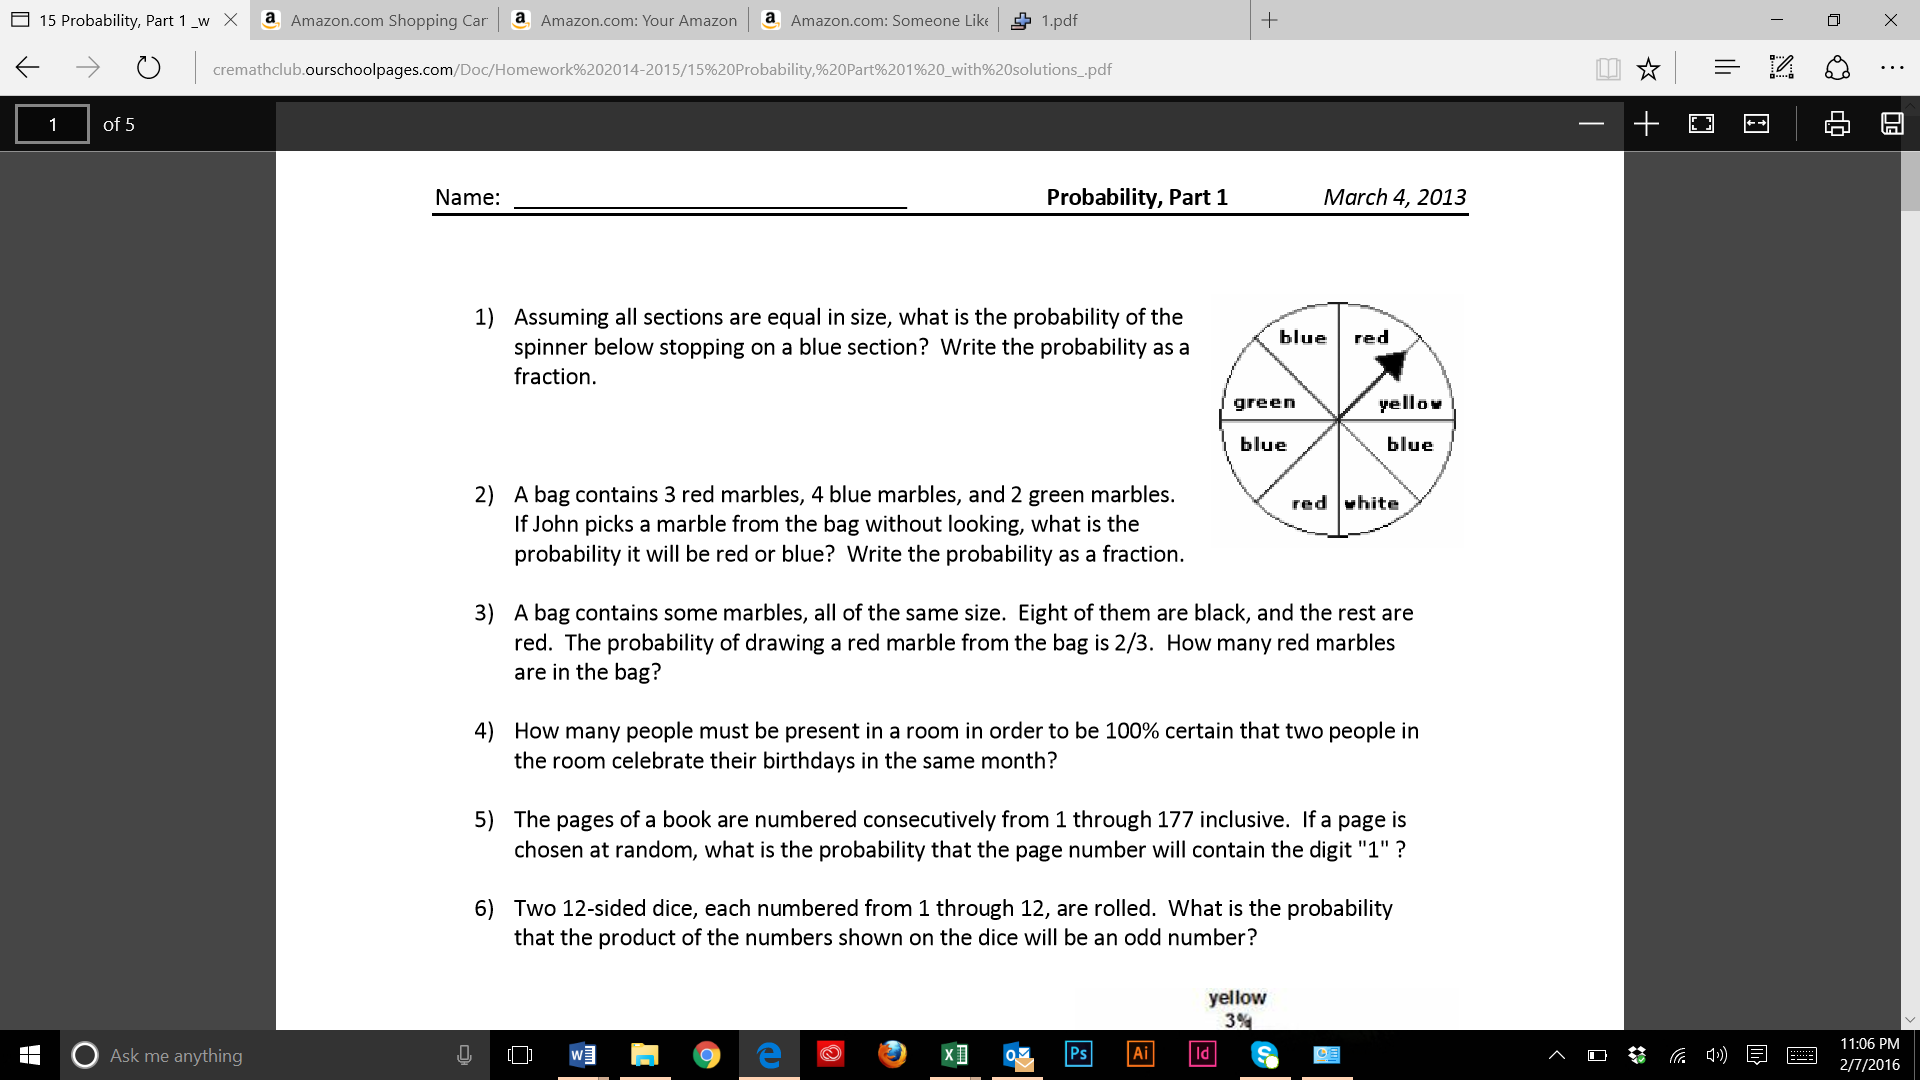 15 Probability, Part 1 _w
Amazon.com Shopping Car
Amazon.com: Your Amazon
Amazon.com: Someone Like
1.pdf
cremathclub.ourschoolpages.com/Doc/Homework%202014-2015/15%20Probability,%20Part%201%20_with%20solutions_.pdf
1 of 5
Name: Probability, Part 1 March 4, 2013
1) Assuming all sections are equal in size, what is the probability of the
spinner below stopping on a blue section? Write the probability as a
fraction.
blue red
green yellow
blue blue
red white
2) A bag contains 3 red marbles, 4 blue marbles, and 2 green marbles.
If John picks a marble from the bag without looking, what is the
probability it will be red or blue? Write the probability as a fraction.
3) A bag contains some marbles, all of the same size. Eight of them are black, and the rest are
red. The probability of drawing a red marble from the bag is 2/3. How many red marbles
are in the bag?
4) How many people must be present in a room in order to be 100% certain that two people in
the room celebrate their birthdays in the same month?
5) The pages of a book are numbered consecutively from 1 through 177 inclusive. If a page is
chosen at random, what is the probability that the page number will contain the digit "1" ?
6) Two 12-sided dice, each numbered from 1 through 12, are rolled. What is the probability
that the product of the numbers shown on the dice will be an odd number?
yellow
3%
Ask me anything
Ps
Ai
Id
11:06 PM
2/7/2016